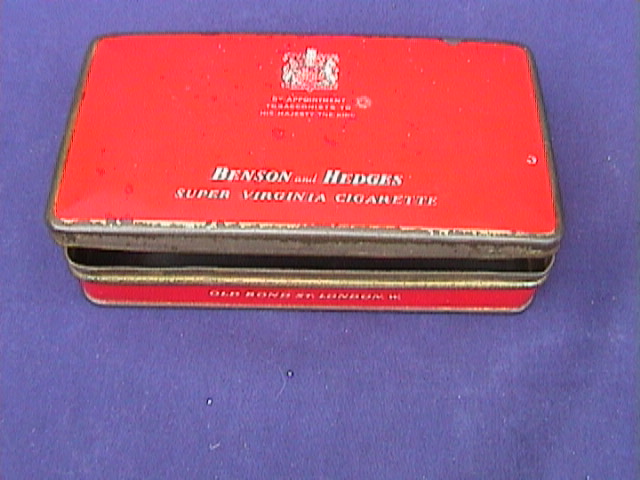 BY APPOINTMENT
TOBACCONISTS TO
HIS MAJESTY THE KING
BENSON and HEDGES
SUPER VIRGINIA CIGARETTE
OLD BOND ST. LONDON. W.